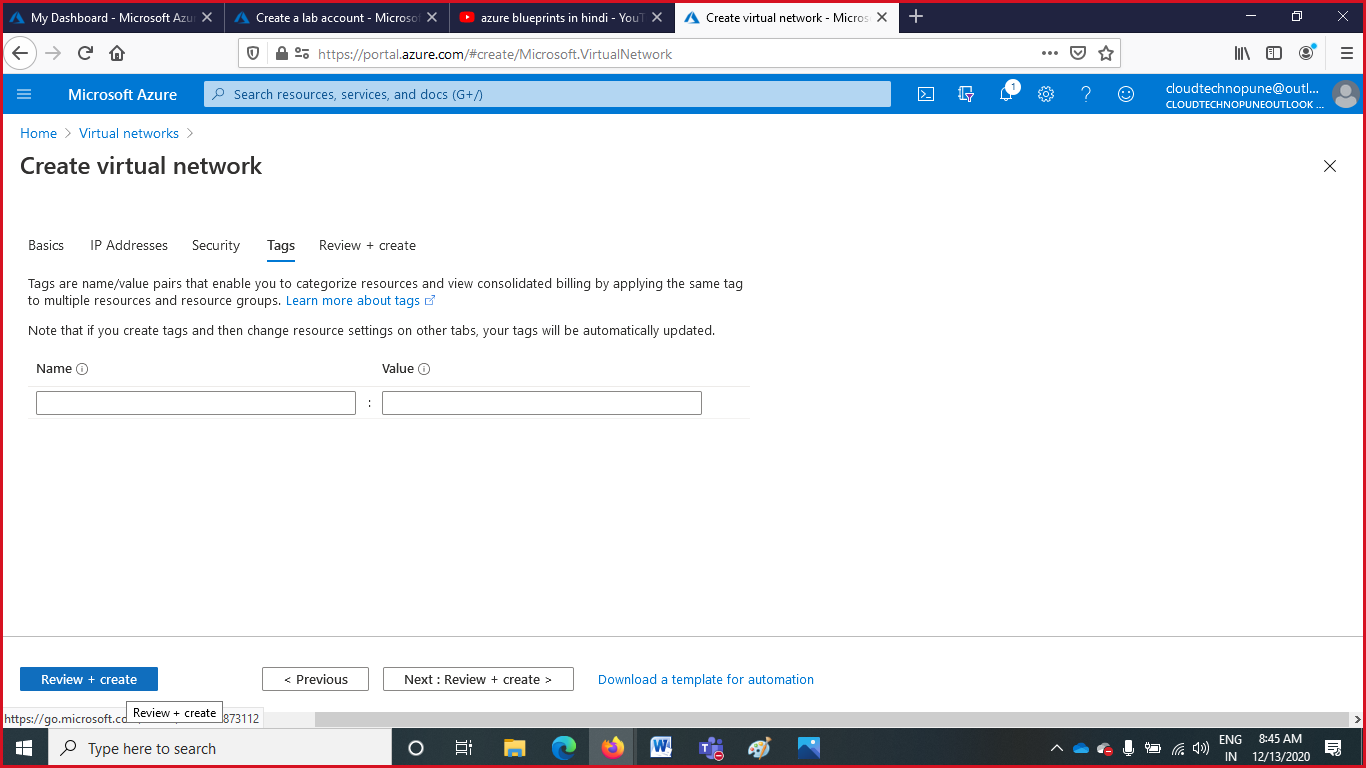 My Dashboard - Microsoft Azu
Create a lab account - Microsof
azure blueprints in hindi - YouT
Create virtual network - Micros
https://portal.azure.com/#create/Microsoft.VirtualNetwork
Microsoft Azure
Search resources, services, and docs (G+/)
1
cloudtechnopune@outl...
CLOUDTECHNOPUNEOUTLOOK ...
Home > Virtual networks >
Create virtual network
Basics IP Addresses Security Tags Review + create
Tags are name/value pairs that enable you to categorize resources and view consolidated billing by applying the same tag
to multiple resources and resource groups. Learn more about tags
Note that if you create tags and then change resource settings on other tabs, your tags will be automatically updated.
Name Value
:
Review + create < Previous Next : Review + create > Download a template for automation
Review + create
https://go.microsoft.co 873112
Type here to search
ENG
IN
8:45 AM
12/13/2020